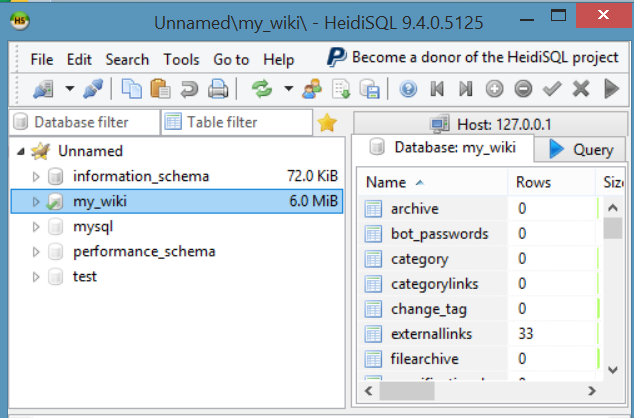 HS
Unnamed\my_wiki\ - HeidiSQL 9.4.0.5125
File Edit Search Tools Go to Help Become a donor of the HeidiSQL project
Database filter Table filter
Host: 127.0.0.1
Database: my_wiki Query
Unnamed
information_schema 72.0 KiB
my_wiki 6.0 MiB
mysql
performance_schema
test
Name Rows Size
archive 0
bot_passwords 0
category 0
categorylinks 0
change_tag 0
externallinks 33
filearchive 0